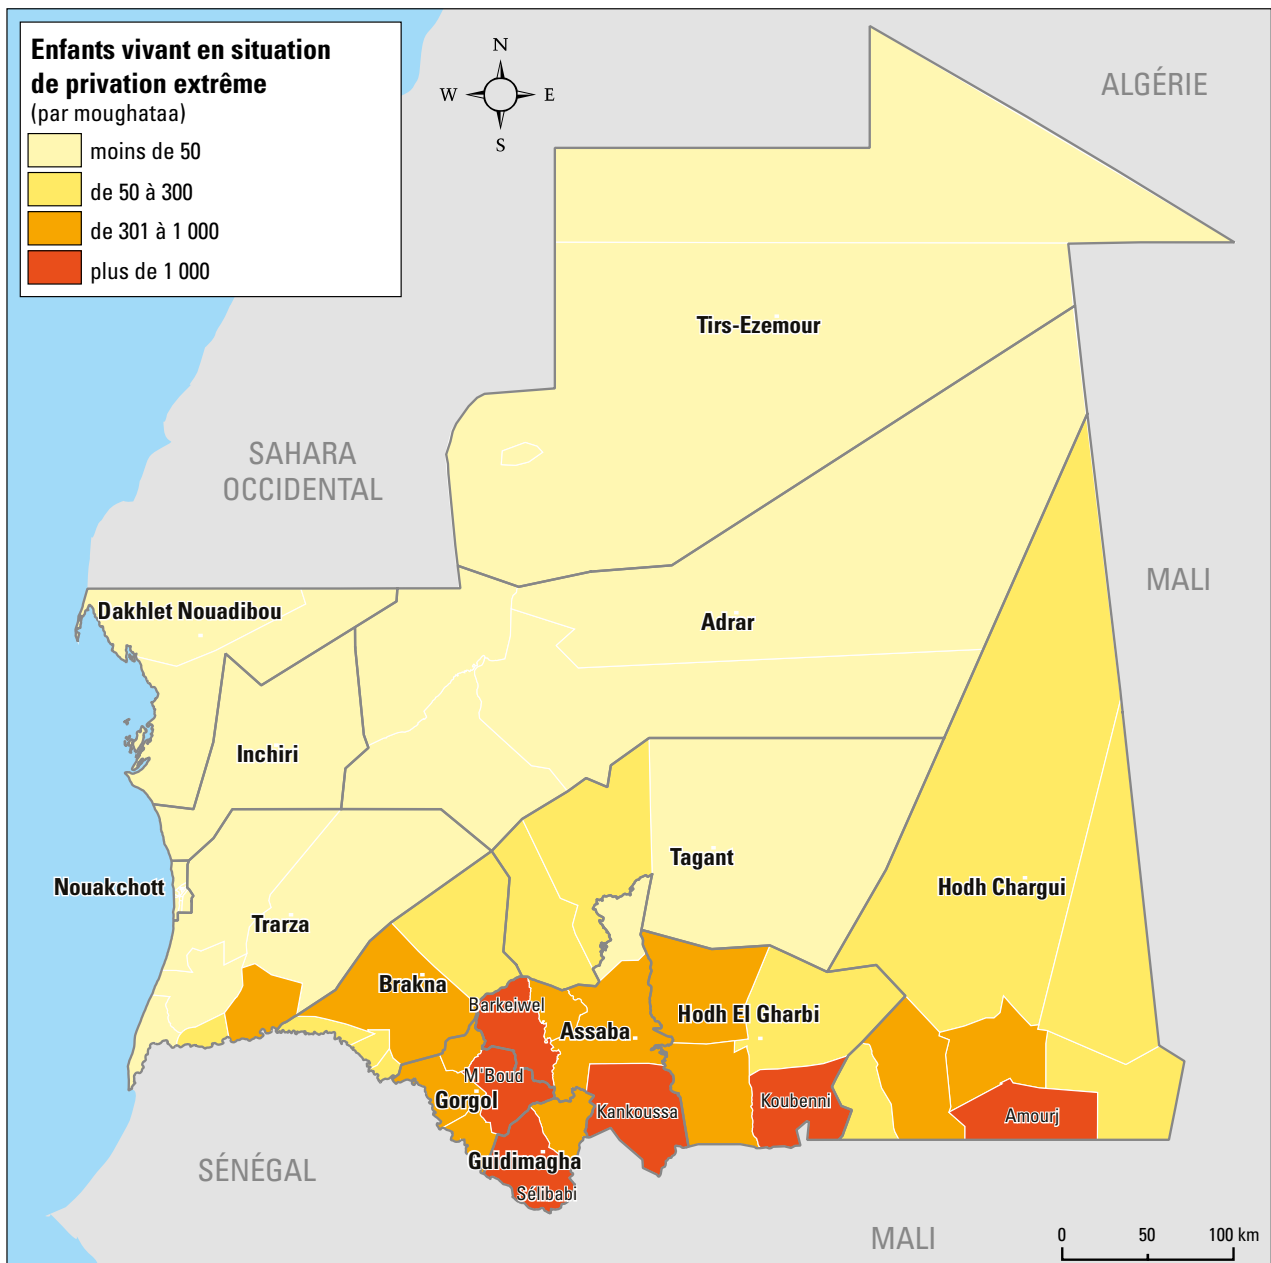 Enfants vivant en situation
de privation extrême
(par moughataa)
moins de 50
de 50 à 300
de 301 à 1 000
plus de 1 000
N
W
E
S
ALGÉRIE
Tirs-Ezemour
SAHARA
OCCIDENTAL
MALI
Dakhlet Nouadibou
Adrar
Inchiri
Tagant
Nouakchott
Hodh Chargui
Trarza
Brakna
Barkeiwel
Hodh El Gharbi
Assaba
M'Boud
Gorgol
Kankoussa
Koubenni
Amourj
Guidimagha
Sélibabi
SÉNÉGAL
MALI
0 50 100 km